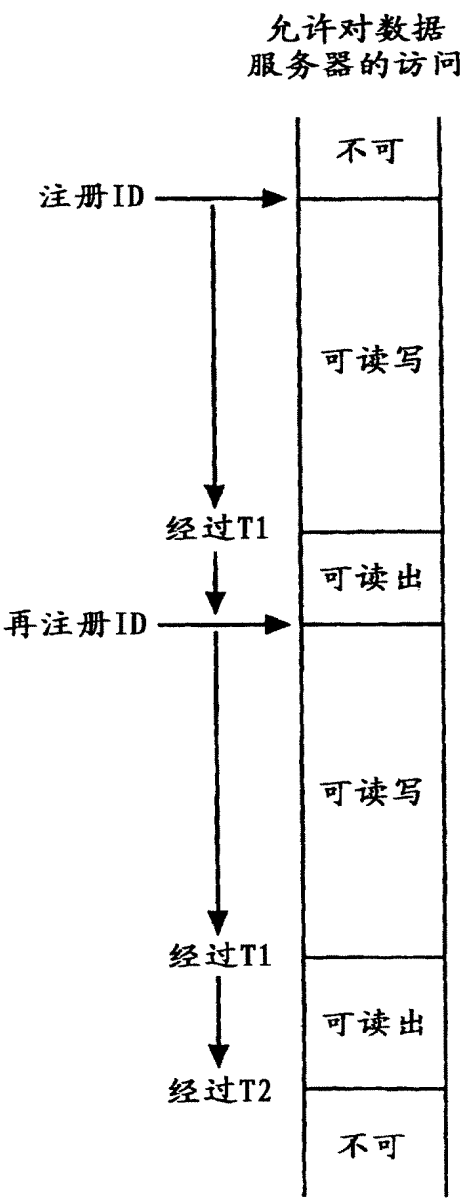 允许对数据
服务器的访问
不可
注册ID
可读写
经过T1
可读出
再注册ID
可读写
经过T1
可读出
经过T2
不可